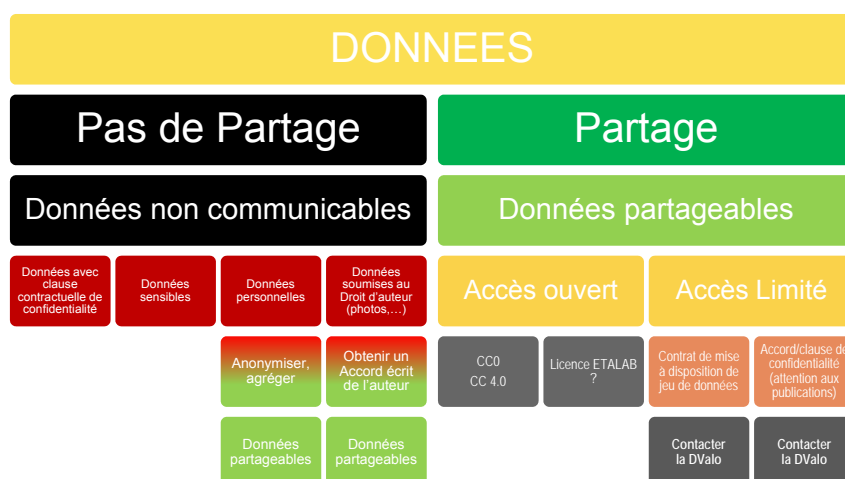 DONNEES
Pas de Partage
Partage
Données non communicables
Données partageables
Données avec
clause
contractuelle de
confidentialité
Données
sensibles
Données
personnelles
Données
soumises au
Droit d'auteur
(photos,…)
Accès ouvert
Accès Limité
Anonymiser,
agréger
Obtenir un
Accord écrit
de l'auteur
CC0
CC 4.0
Licence ETALAB
?
Contrat de mise
à disposition de
jeu de données
Accord/clause de
confidentialité
(attention aux
publications)
Données
partageables
Données
partageables
Contacter
la DValo
Contacter
la DValo